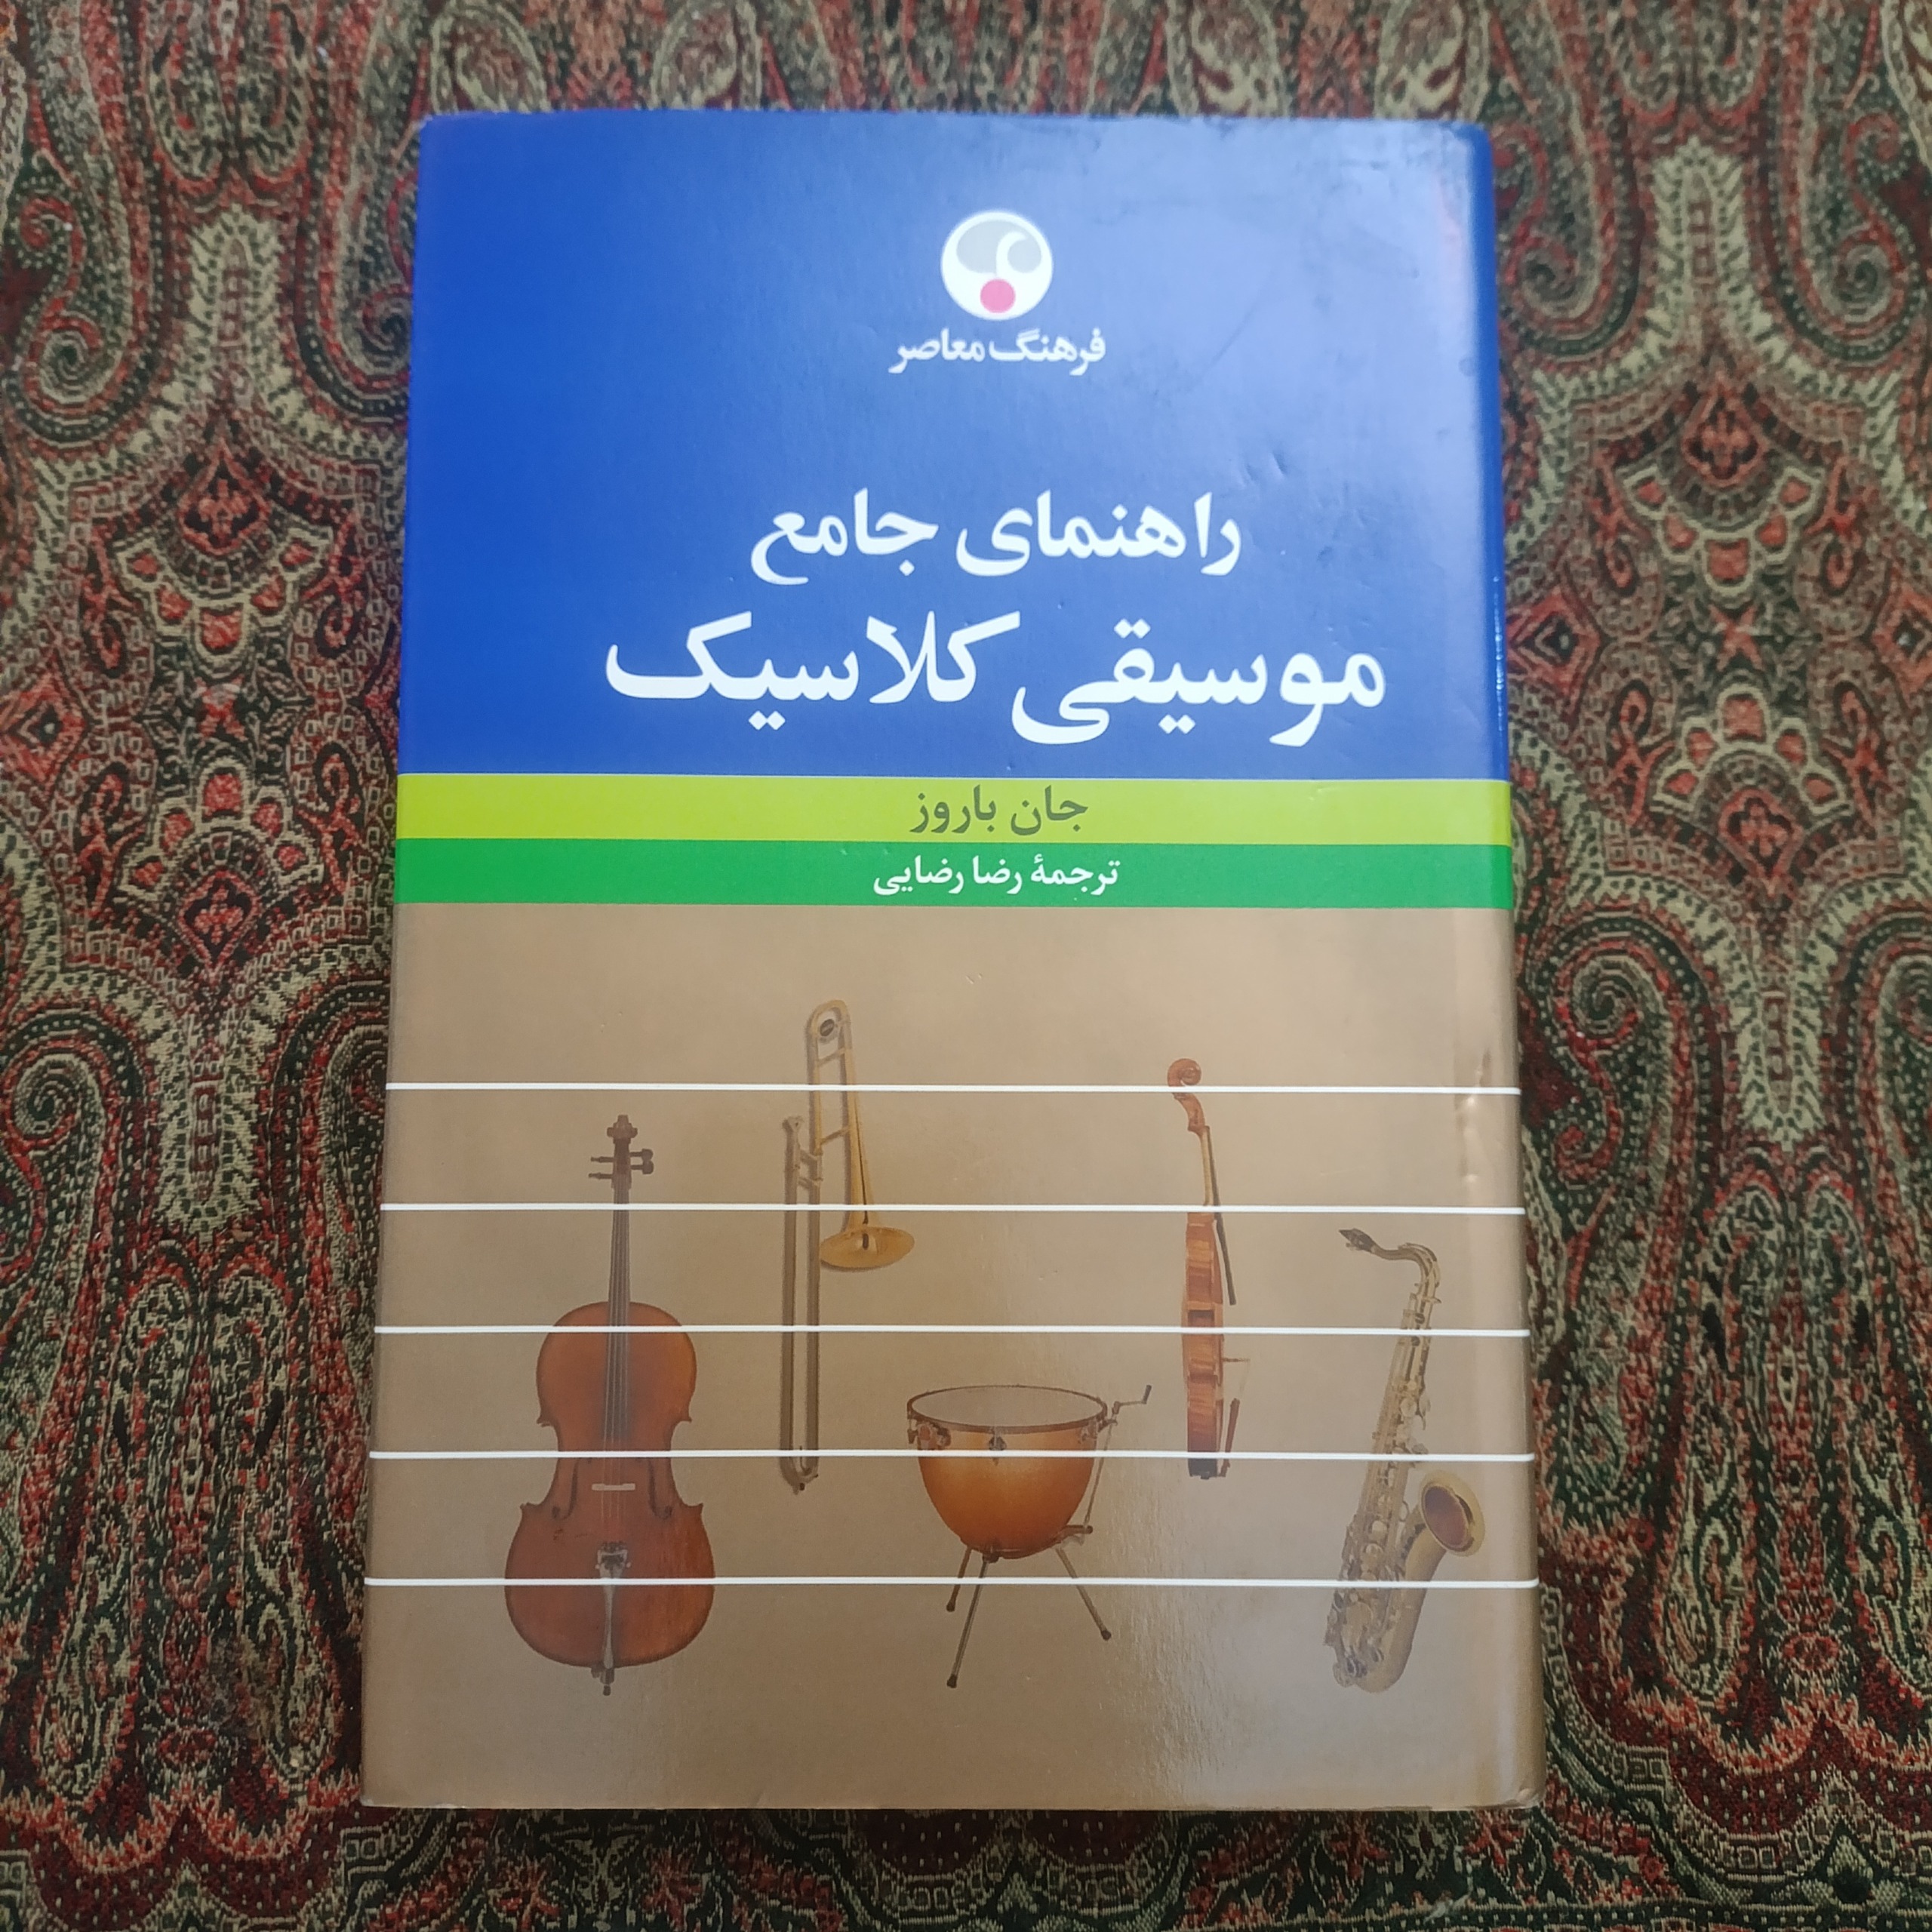 فرهنگ معاصر
راهنمای جامع
موسیقی کلاسیک
جان باروز
ترجمهٔ رضا رضایی